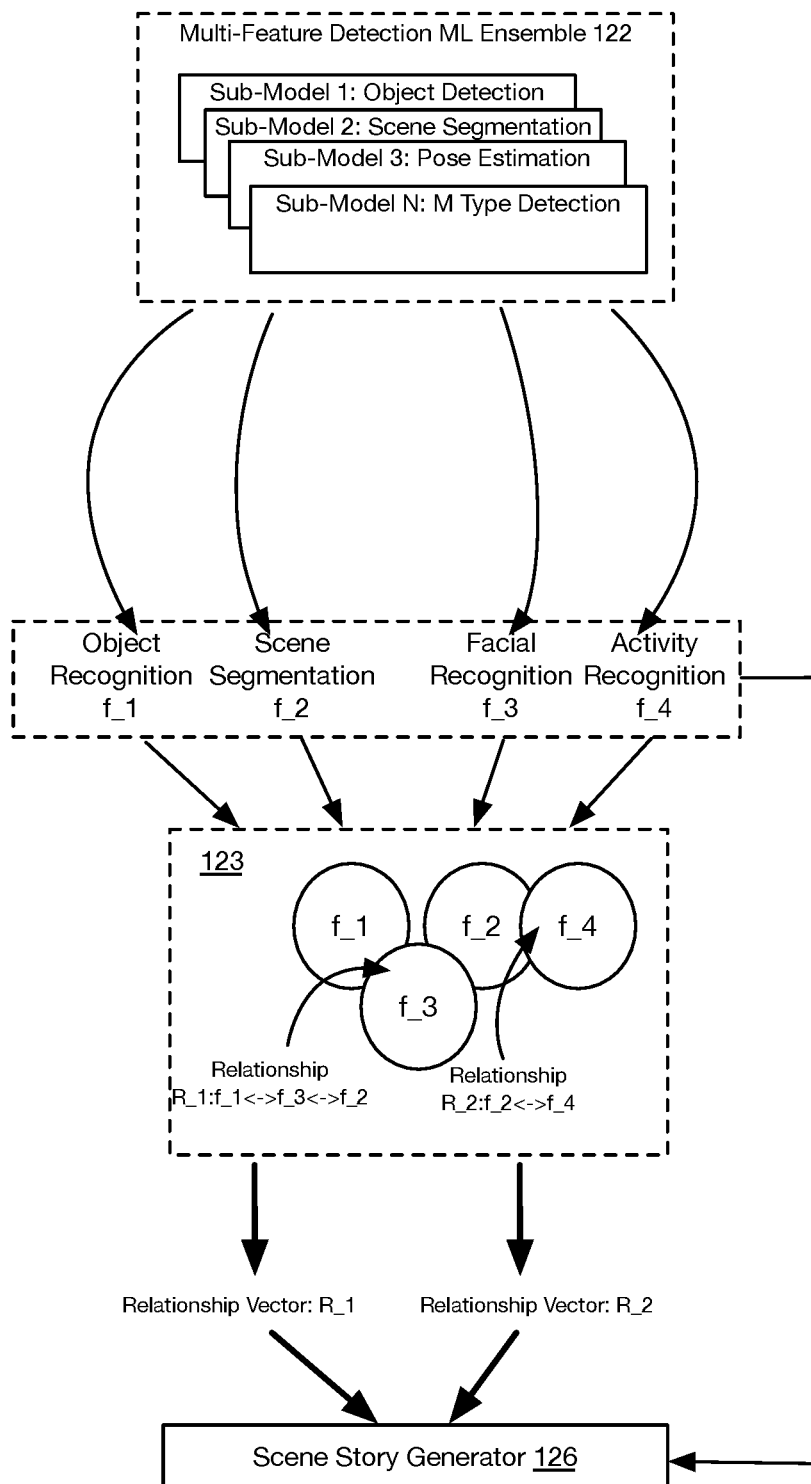 Multi-Feature Detection ML Ensemble 122
Sub-Model 1: Object Detection
Sub-Model 2: Scene Segmentation
Sub-Model 3: Pose Estimation
Sub-Model N: M Type Detection
Object
Recognition
f_1
Scene
Segmentation
f_2
Facial
Recognition
f_3
Activity
Recognition
f_4
123
f_1
f_2
f_4
f_3
Relationship
R_1:f_1<->f_3<->f_2
Relationship
R_2:f_2<->f_4
Relationship Vector: R_1
Relationship Vector: R_2
Scene Story Generator 126